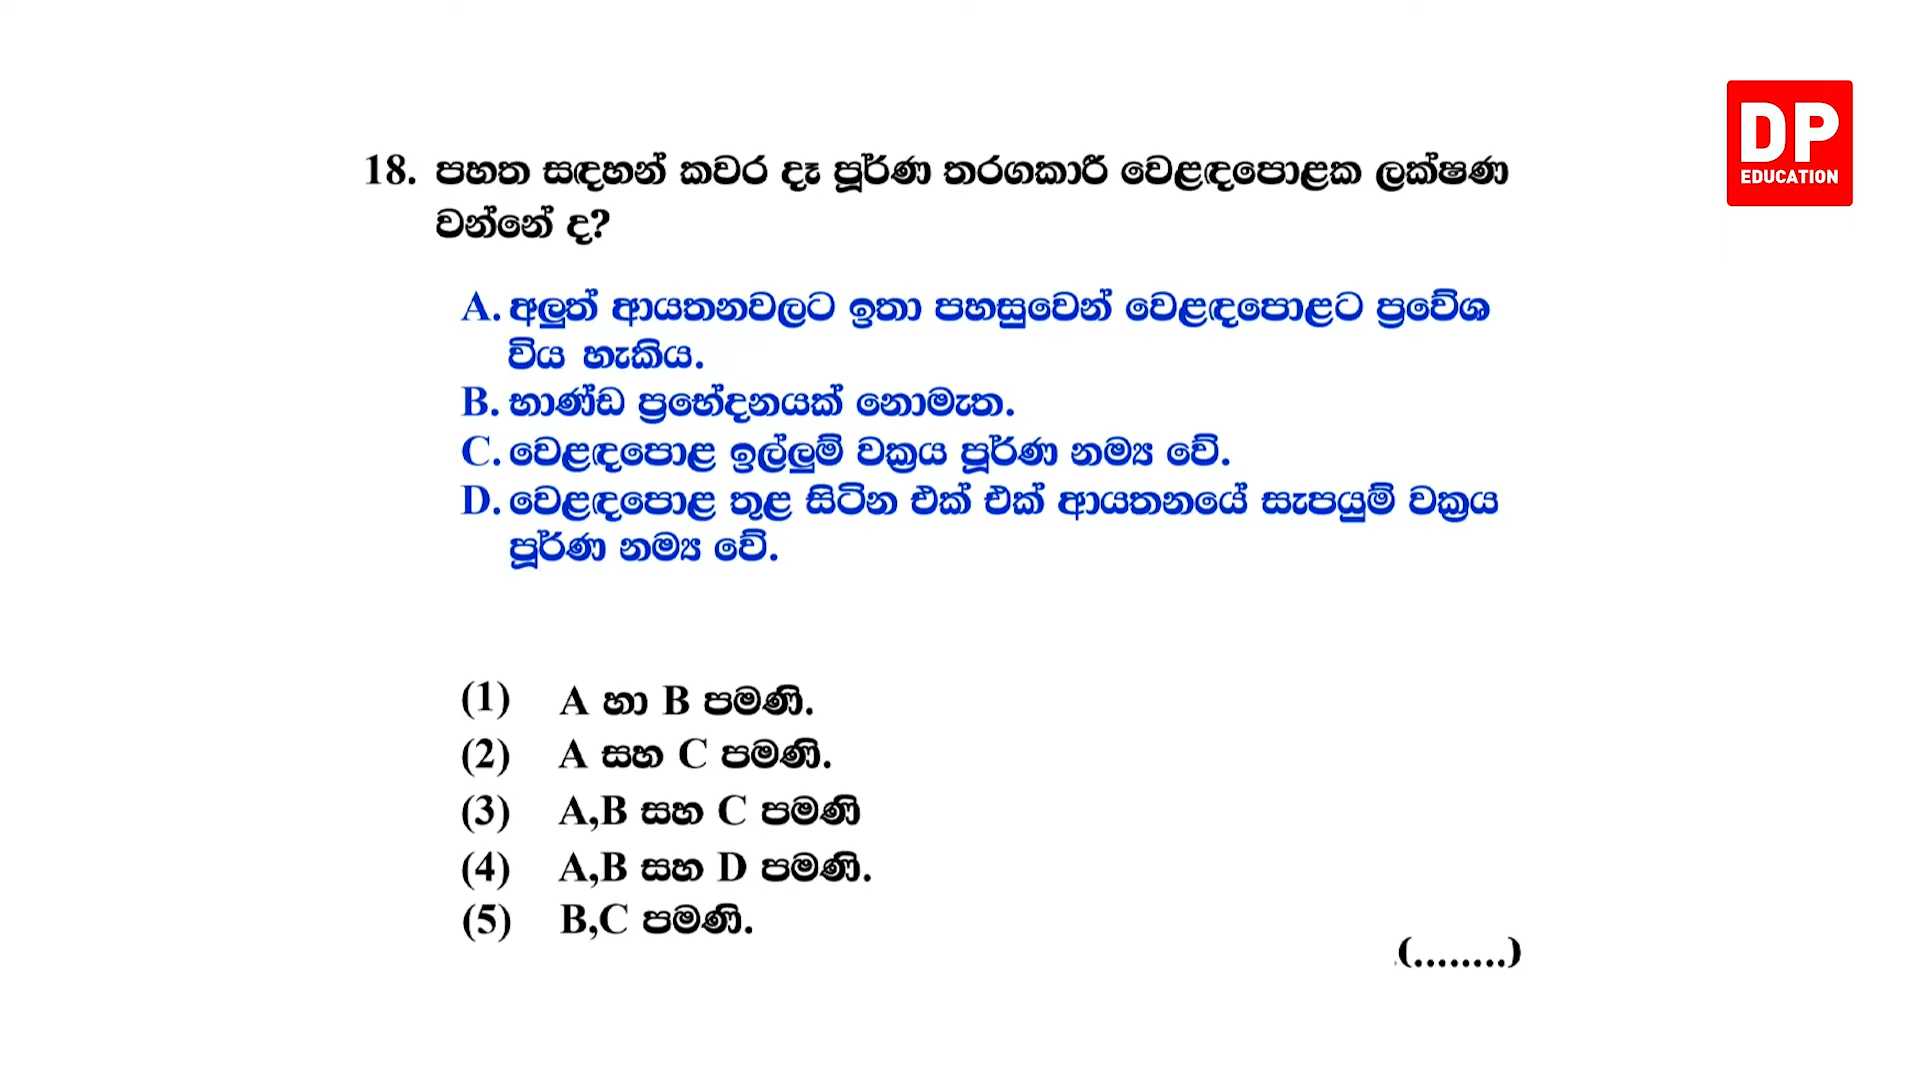 DP
EDUCATION
18. පහත සඳහන් කවර දෑ පූර්ණ තරගකාරී වෙළඳපොළක ලක්ෂණ
වන්නේ ද?
A. අලුත් ආයතනවලට ඉතා පහසුවෙන් වෙළඳපොළට ප්‍රවේශ
විය හැකිය.
B. භාණ්ඩ ප්‍රභේදනයක් නොමැත.
C. වෙළඳපොළ ඉල්ලුම් වක්‍රය පූර්ණ නම්‍ය වේ.
D. වෙළඳපොළ තුළ සිටින එක් එක් ආයතනයේ සැපයුම් වක්‍රය
පූර්ණ නම්‍ය වේ.
(1) A හා B පමණි.
(2) A සහ C පමණි.
(3) A,B සහ C පමණි
(4) A,B සහ D පමණි.
(5) B,C පමණි.
(........)